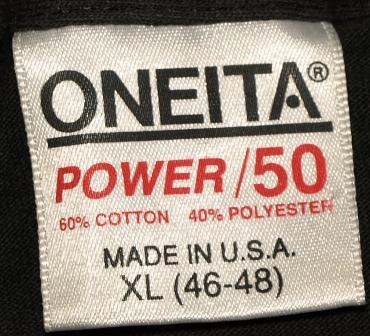 ONEITA®
POWER/50
60% COTTON 40% POLYESTER
MADE IN U.S.A.
XL (46-48)